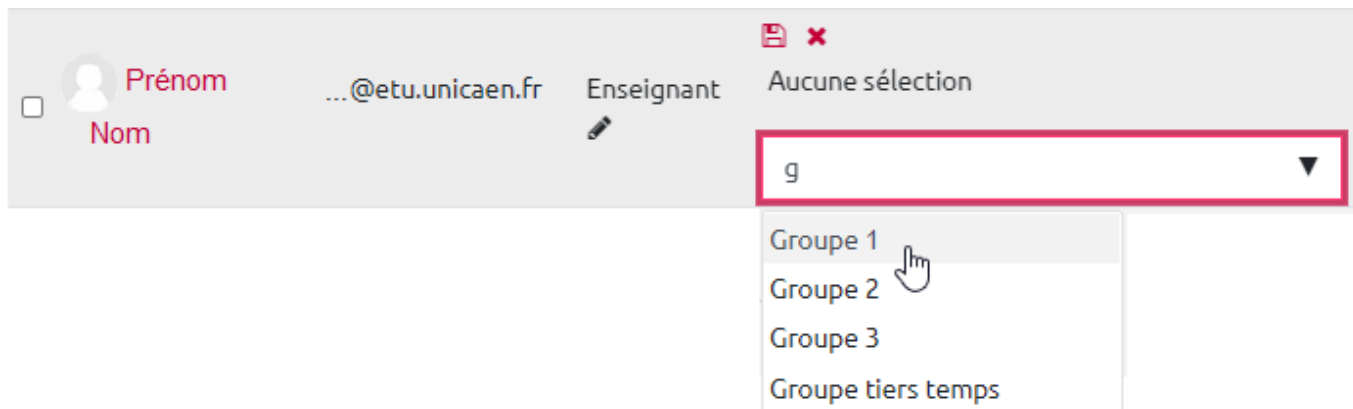 Prénom
Nom
...@etu.unicaen.fr
Enseignant
Aucune sélection
g
Groupe 1
Groupe 2
Groupe 3
Groupe tiers temps